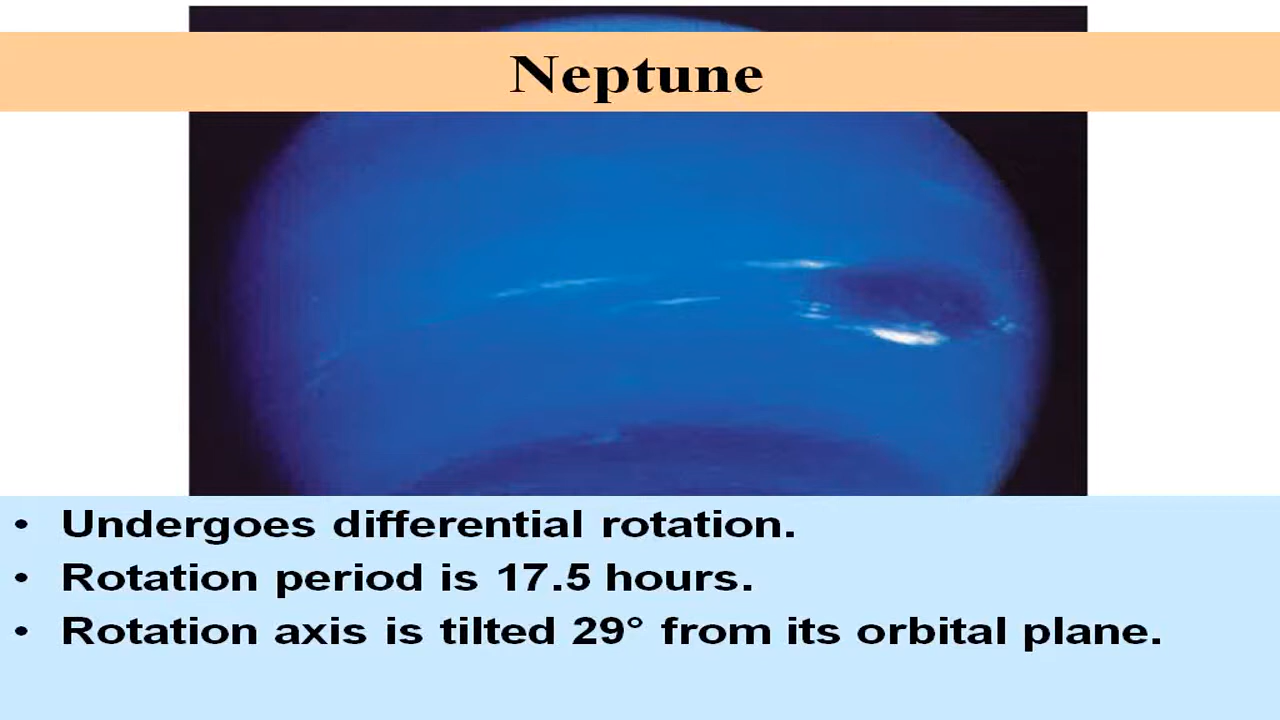 Neptune
• Undergoes differential rotation.
• Rotation period is 17.5 hours.
• Rotation axis is tilted 29° from its orbital plane.